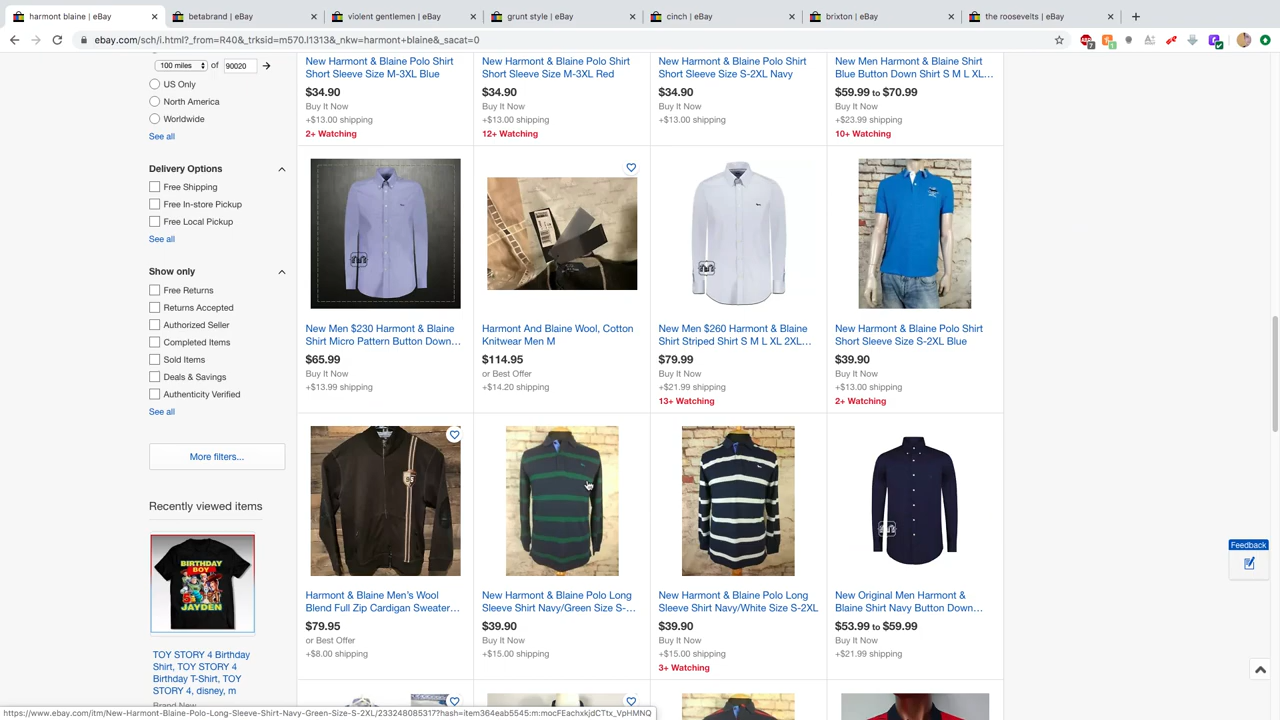 harmont blaine | eBay
betabrand | eBay
violent gentlemen | eBay
grunt style | eBay
cinch | eBay
brixton | eBay
the roosevelts | eBay
ebay.com/sch/i.html?_from=R40&_trksid=m570.l1313&_nkw=harmont+blaine&_sacat=0
100 miles of 90020
US Only
North America
Worldwide
See all
Delivery Options
Free Shipping
Free In-store Pickup
Free Local Pickup
See all
Show only
Free Returns
Returns Accepted
Authorized Seller
Completed Items
Sold Items
Deals & Savings
Authenticity Verified
See all
More filters...
Recently viewed items
BIRTHDAY
BOY
JAYDEN
TOY STORY 4 Birthday
Shirt, TOY STORY 4
Birthday T-Shirt, TOY
STORY 4, disney, m
Brand New
New Harmont & Blaine Polo Shirt
Short Sleeve Size M-3XL Blue
$34.90
Buy It Now
+$13.00 shipping
2+ Watching
New Harmont & Blaine Polo Shirt
Short Sleeve Size M-3XL Red
$34.90
Buy It Now
+$13.00 shipping
12+ Watching
New Harmont & Blaine Polo Shirt
Short Sleeve Size S-2XL Navy
$34.90
Buy It Now
+$13.00 shipping
New Men Harmont & Blaine Shirt
Blue Button Down Shirt S M L XL...
$59.99 to $70.99
Buy It Now
+$23.99 shipping
10+ Watching
New Men $230 Harmont & Blaine
Shirt Micro Pattern Button Down...
$65.99
Buy It Now
+$13.99 shipping
Harmont And Blaine Wool, Cotton
Knitwear Men M
$114.95
or Best Offer
+$14.20 shipping
New Men $260 Harmont & Blaine
Striped Shirt S M L XL 2XL...
$79.99
Buy It Now
+$21.99 shipping
13+ Watching
New Harmont & Blaine Polo Shirt
Short Sleeve Size S-2XL Blue
$39.90
Buy It Now
+$13.00 shipping
2+ Watching
Harmont & Blaine Men's Wool
Blend Full Zip Cardigan Sweater...
$79.95
or Best Offer
+$8.00 shipping
New Harmont & Blaine Polo Long
Sleeve Shirt Navy/Green Size S-...
$39.90
Buy It Now
+$15.00 shipping
New Harmont & Blaine Polo Long
Sleeve Shirt Navy/White Size S-2XL
$39.90
Buy It Now
+$15.00 shipping
3+ Watching
New Original Men Harmont &
Blaine Shirt Navy Button Down...
$53.99 to $59.99
Buy It Now
+$21.99 shipping
Feedback
https://www.ebay.com/itm/New-Harmont-Blaine-Polo-Long-Sleeve-Shirt-Navy-Green-Size-S-2XL/233248085317?hash=item364eab5545:m:mocFEachxkjdCTtx_VpHMNQ